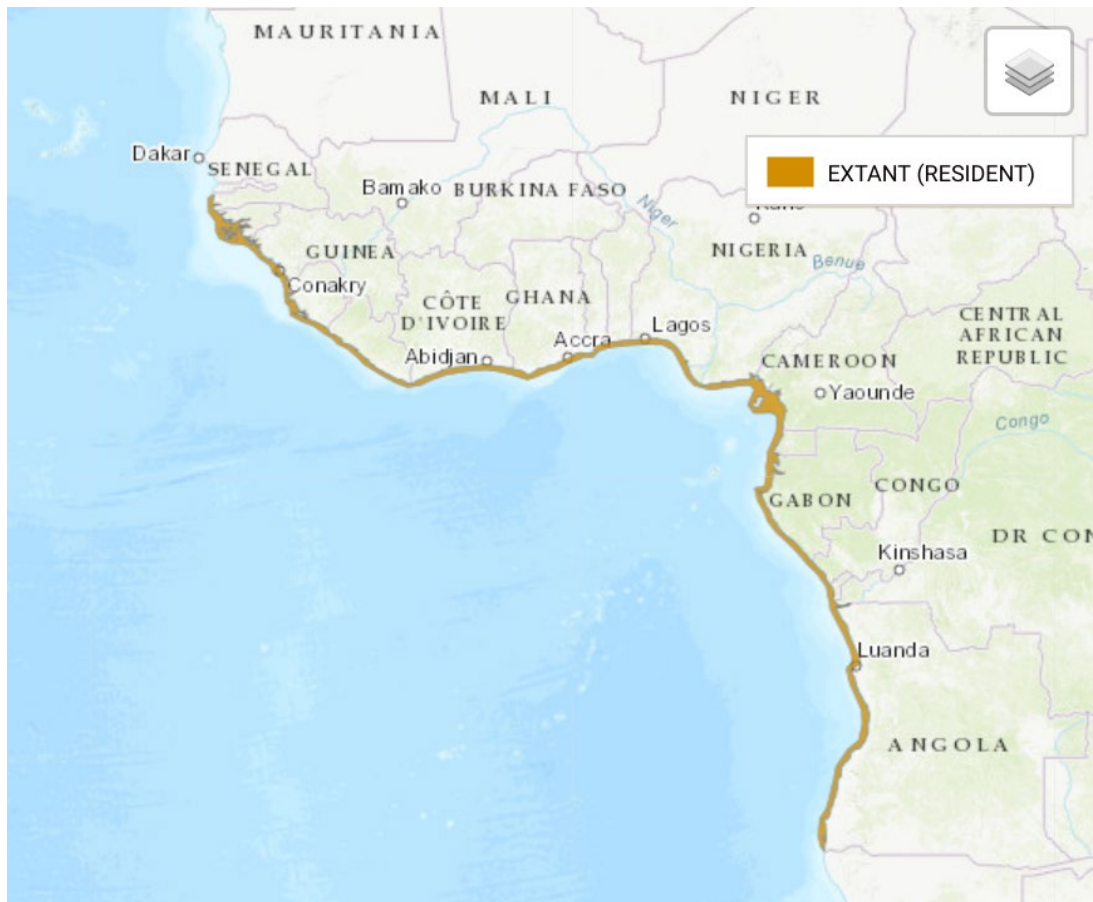 MAURITANIA
MALI
NIGER
Dakar
SENEGAL
EXTANT (RESIDENT)
Bamako
BURKINA FASO
Niger
GUINEA
NIGERIA
Benue
Conakry
CÔTE
D'IVOIRE
GHANA
Lagos
CENTRAL
AFRICAN
REPUBLIC
Abidjan
Accra
CAMEROON
Yaounde
Congo
GABON
CONGO
DR CON
Kinshasa
Luanda
ANGOLA